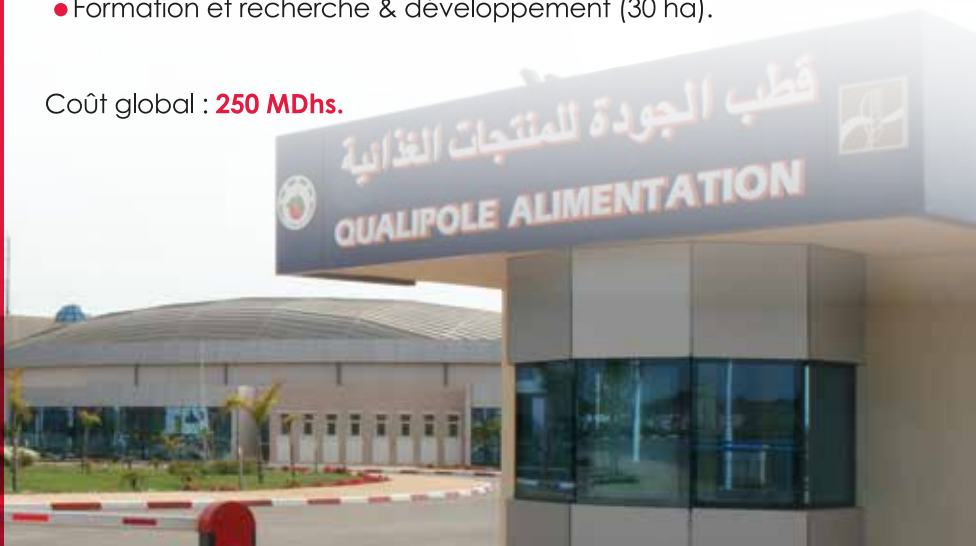 ● Formation et recherche & développement (30 ha).
Coût global : 250 MDhs.
قطب الجودة للمنتجات الغذائية
QUALIPOLE ALIMENTATION